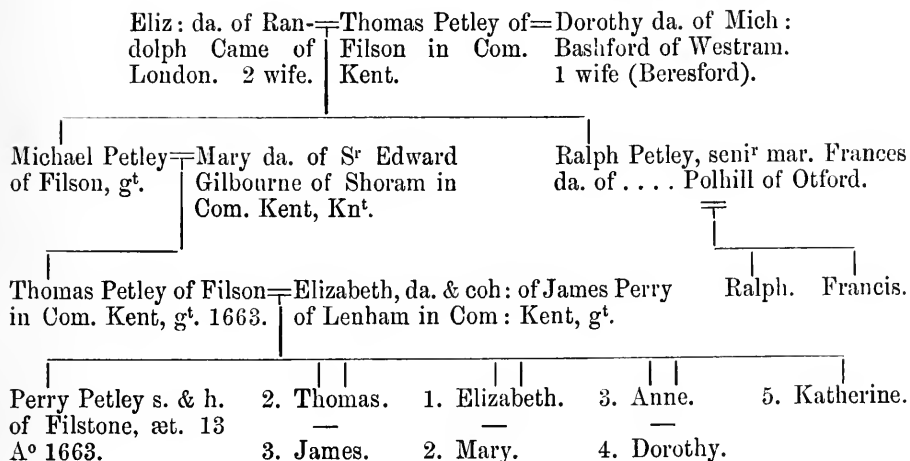 Eliz: da. of Ran-
dolph Came of
London. 2 wife.
Thomas Petley of
Filson in Com.
Kent.
Dorothy da. of Mich:
Bashford of Westram.
1 wife (Beresford).
Michael Petley
of Filson, gᵗ.
Mary da. of Sʳ Edward
Gilbourne of Shoram in
Com. Kent, Knᵗ.
Ralph Petley, seniʳ mar. Frances
da. of .... Polhill of Otford.
Thomas Petley of Filson
in Com. Kent, gᵗ. 1663.
Elizabeth, da. & coh: of James Perry
of Lenham in Com: Kent, gᵗ.
Ralph.
Francis.
Perry Petley s. & h.
of Filstone, æt. 13
Aº 1663.
2. Thomas.
3. James.
1. Elizabeth.
2. Mary.
3. Anne.
4. Dorothy.
5. Katherine.